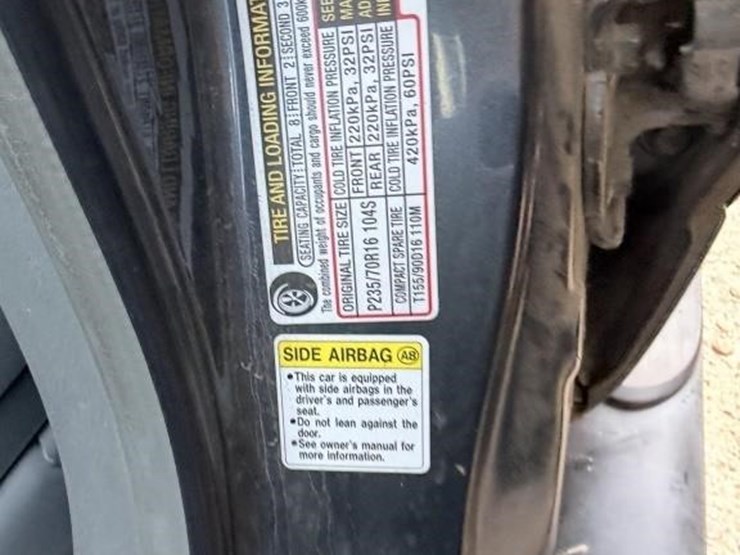 TIRE AND LOADING INFORMA
SEATING CAPACITY TOTAL 8 FRONT 2 SECOND 3
The combined weight of occupants and cargo should never exceed 600k
ORIGINAL TIRE SIZE COLD TIRE INFLATION PRESSURE SEE
P235/70R16 104S FRONT 220kPa, 32PSI MA
REAR 220kPa, 32PSI AD
COMPACT SPARE TIRE COLD TIRE INFLATION PRESSURE IN
T155/90D16 110M 420kPa, 60PSI
SIDE AIRBAG AB
•This car is equipped
with side airbags in the
driver's and passenger's
seat.
•Do not lean against the
door.
•See owner's manual for
more information.